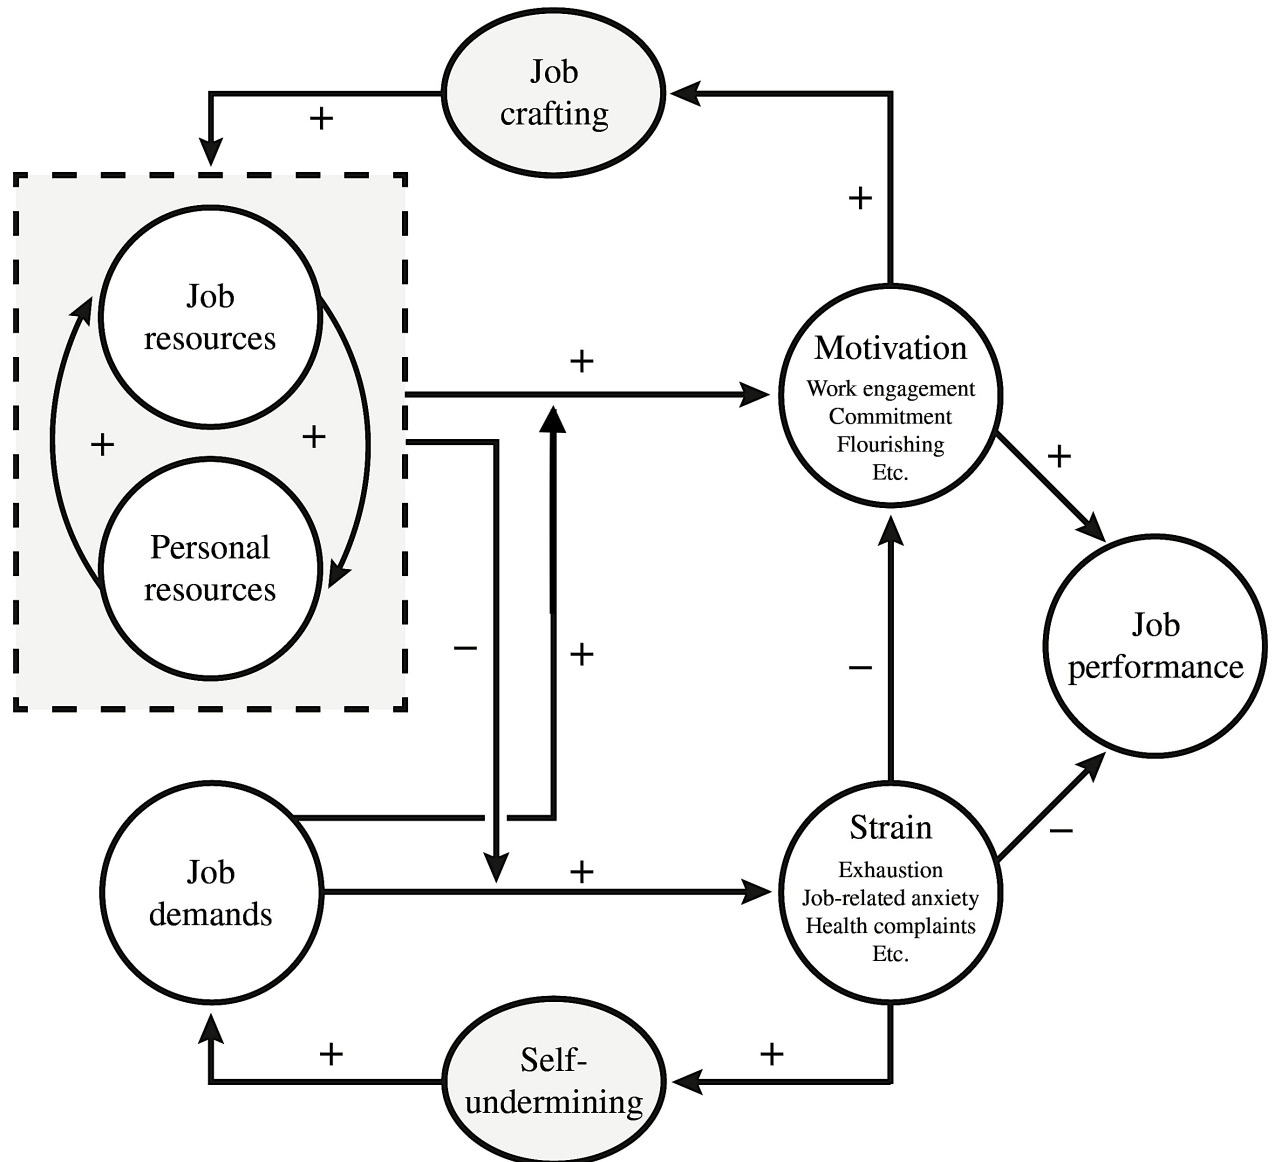 Job
crafting
+
+
Job
resources
+
Motivation
Work engagement
Commitment
Flourishing
Etc.
+
+
+
Personal
resources
Job
performance
−
+
−
Strain
Exhaustion
Job-related anxiety
Health complaints
Etc.
−
Job
demands
+
+
+
Self-
undermining